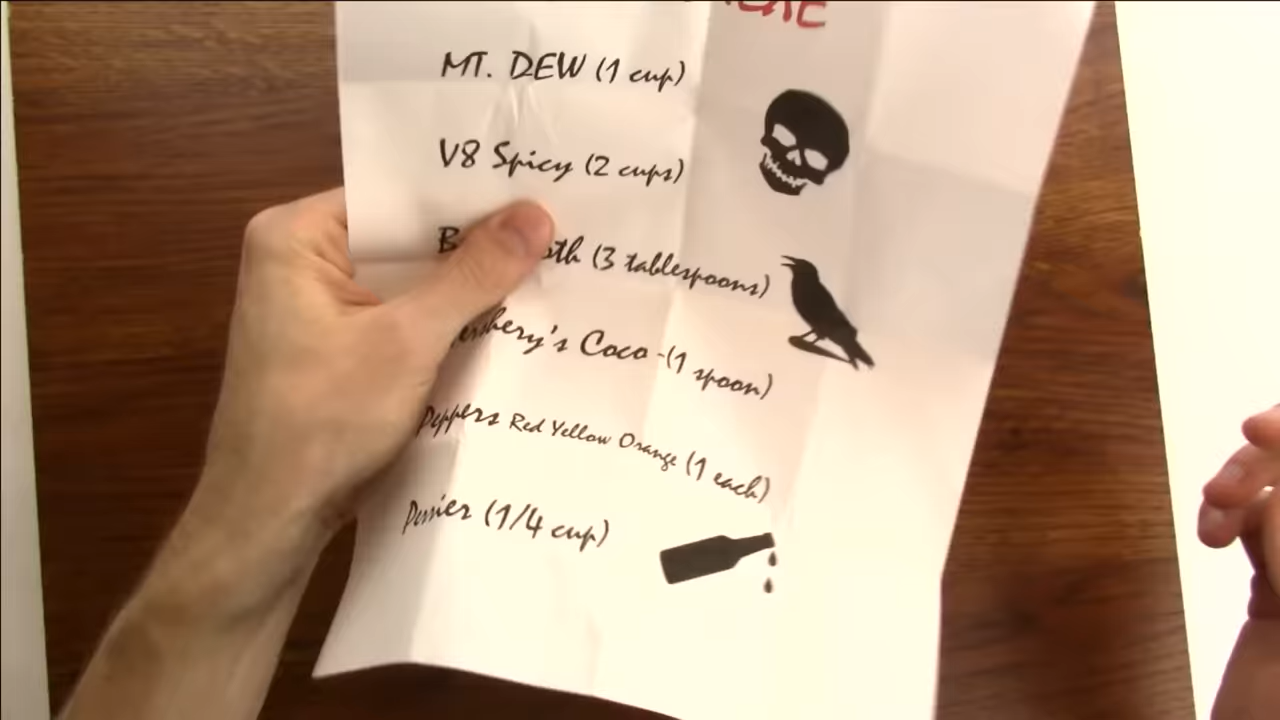 MT. DEW (1 cup)
V8 Spicy (2 cups)
(3 tablespoons)
Hershery's Coco -(1 spoon)
Peppers Red Yellow Orange (1 each)
Perrier (1/4 cup)